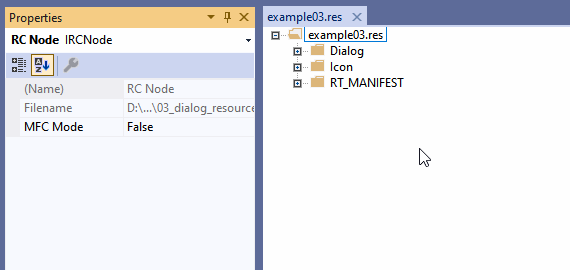 Properties
RC Node IRCNode
(Name) RC Node
Filename D:\...\03_dialog_resource
MFC Mode False
example03.res
example03.res
Dialog
Icon
RT_MANIFEST